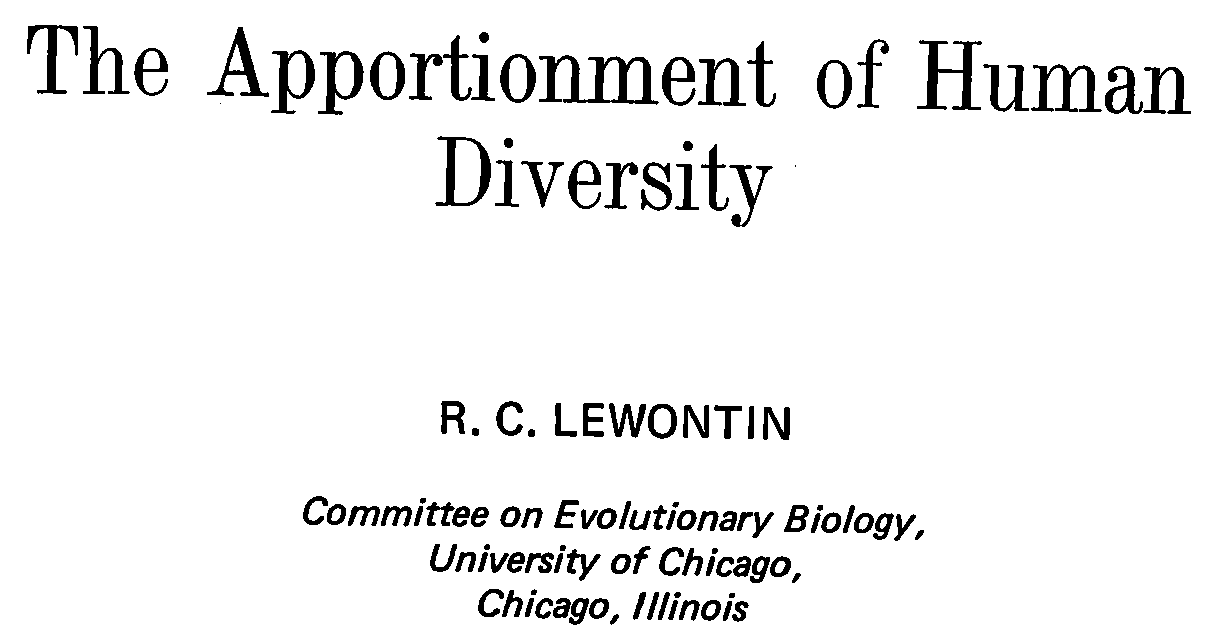 The Apportionment of Human
Diversity
R. C. LEWONTIN
Committee on Evolutionary Biology,
University of Chicago,
Chicago, Illinois